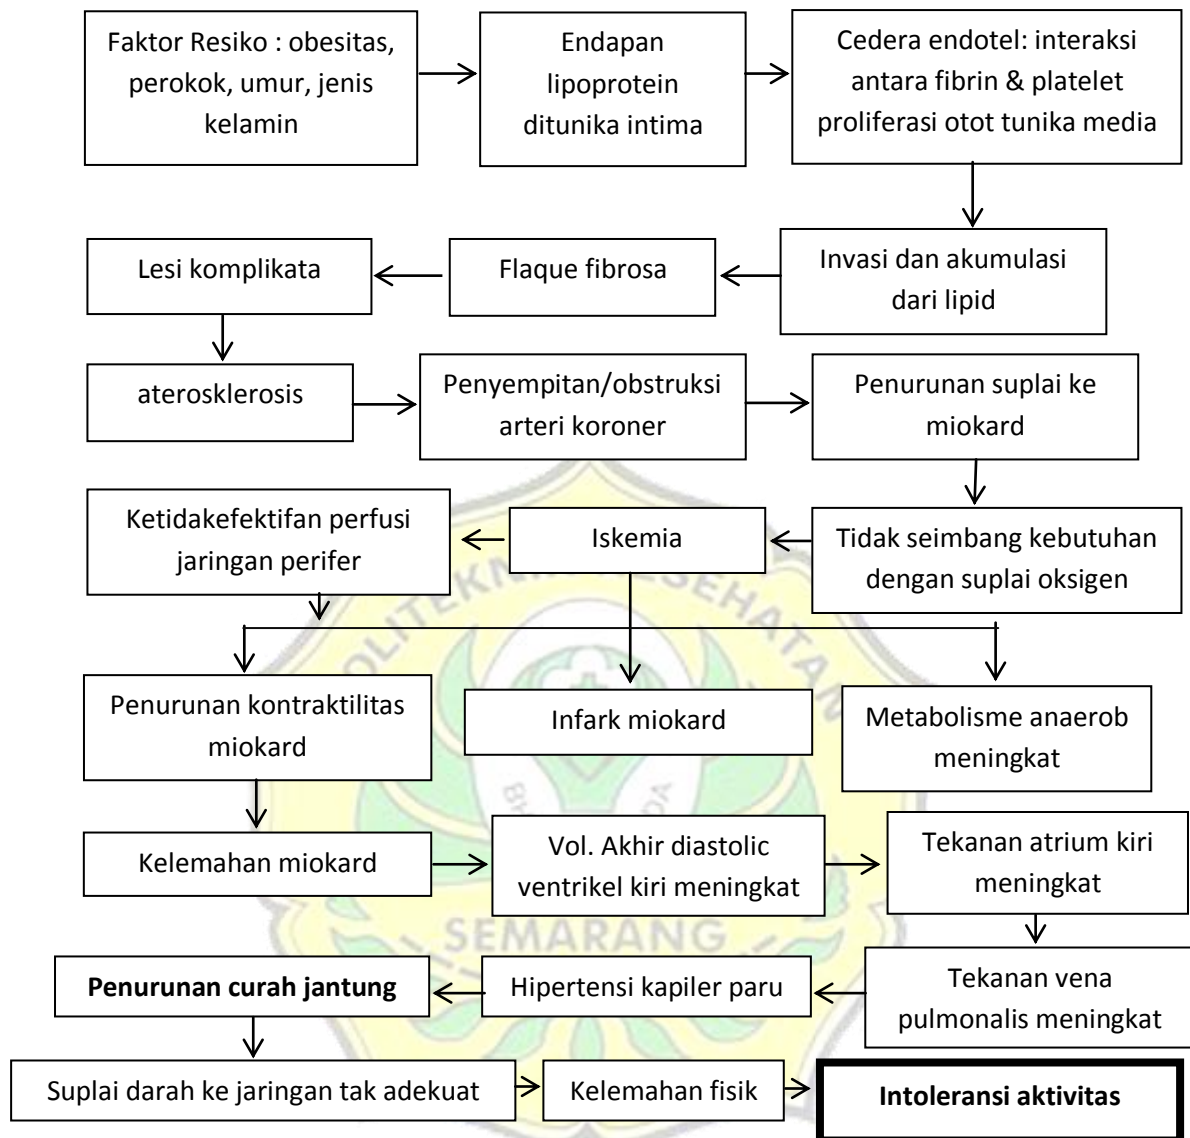 Faktor Resiko : obesitas,
perokok, umur, jenis
kelamin
Endapan
lipoprotein
ditunika intima
Cedera endotel: interaksi
antara fibrin & platelet
proliferasi otot tunika media
Invasi dan akumulasi
dari lipid
Flaque fibrosa
Lesi komplikata
aterosklerosis
Penyempitan/obstruksi
arteri koroner
Penurunan suplai ke
miokard
Tidak seimbang kebutuhan
dengan suplai oksigen
Iskemia
Ketidakefektifan perfusi
jaringan perifer
Penurunan kontraktilitas
miokard
Infark miokard
Metabolisme anaerob
meningkat
Kelemahan miokard
Vol. Akhir diastolic
ventrikel kiri meningkat
Tekanan atrium kiri
meningkat
Tekanan vena
pulmonalis meningkat
Hipertensi kapiler paru
Penurunan curah jantung
Suplai darah ke jaringan tak adekuat
Kelemahan fisik
Intoleransi aktivitas
SEMARANG